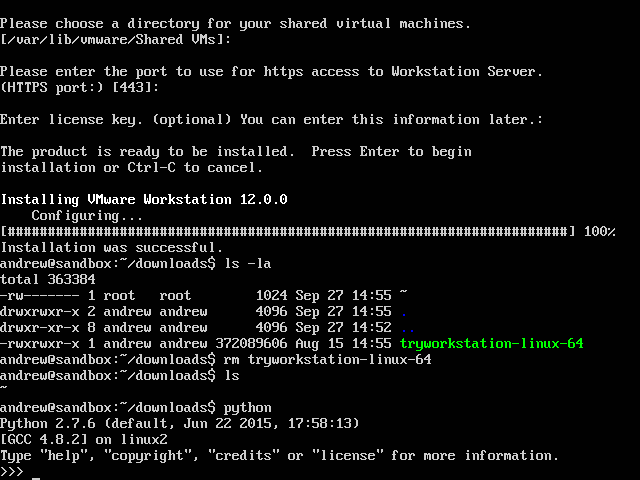 Please choose a directory for your shared virtual machines.
[/var/lib/vmware/Shared VMs]:
Please enter the port to use for https access to Workstation Server.
(HTTPS port:) [443]:
Enter license key. (optional) You can enter this information later.:
The product is ready to be installed.  Press Enter to begin
installation or Ctrl-C to cancel.
Installing VMware Workstation 12.0.0
    Configuring...
[######################################################################] 100%
Installation was successful.
andrew@sandbox:~/downloads$ ls -la
total 363384
-rw------- 1 root   root        1024 Sep 27 14:55 ~
drwxrwxr-x 2 andrew andrew      4096 Sep 27 14:55 .
drwxr-xr-x 8 andrew andrew      4096 Sep 27 14:52 ..
-rwxrwxr-x 1 andrew andrew 372089606 Aug 15 14:55 tryworkstation-linux-64
andrew@sandbox:~/downloads$ rm tryworkstation-linux-64
andrew@sandbox:~/downloads$ ls
~
andrew@sandbox:~/downloads$ python
Python 2.7.6 (default, Jun 22 2015, 17:58:13)
[GCC 4.8.2] on linux2
Type "help", "copyright", "credits" or "license" for more information.
>>> _